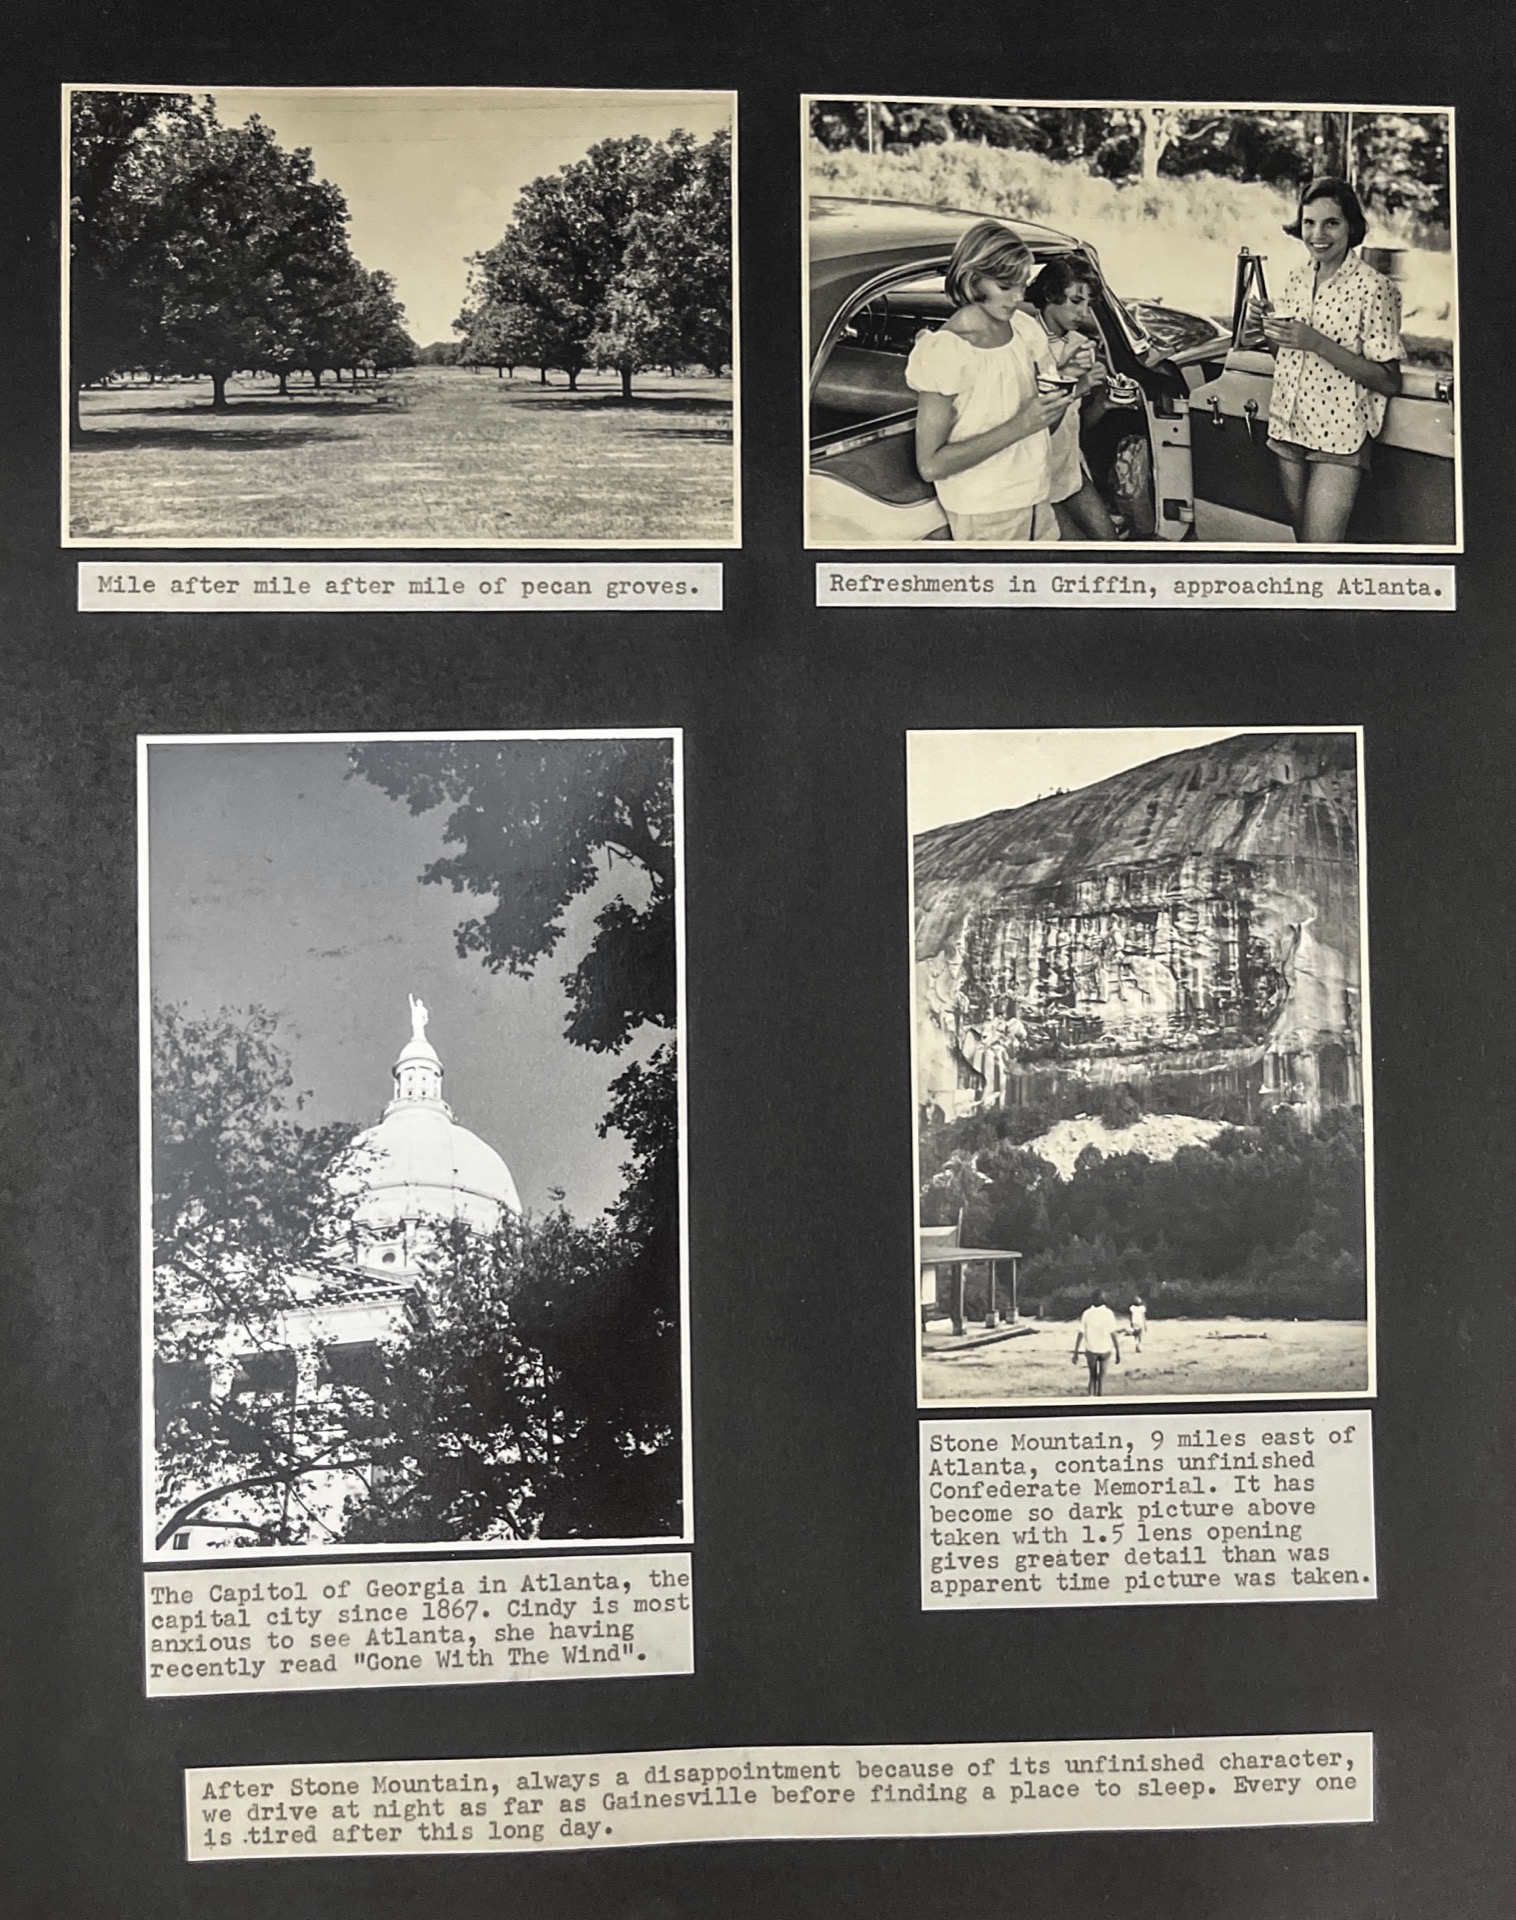 Mile after mile after mile of pecan groves.
Refreshments in Griffin, approaching Atlanta.
The Capitol of Georgia in Atlanta, the
capital city since 1867. Cindy is most
anxious to see Atlanta, she having
recently read "Gone With The Wind".
Stone Mountain, 9 miles east of
Atlanta, contains unfinished
Confederate Memorial. It has
become so dark picture above
taken with 1.5 lens opening
gives greater detail than was
apparent time picture was taken.
After Stone Mountain, always a disappointment because of its unfinished character,
we drive at night as far as Gainesville before finding a place to sleep. Every one
is .tired after this long day.